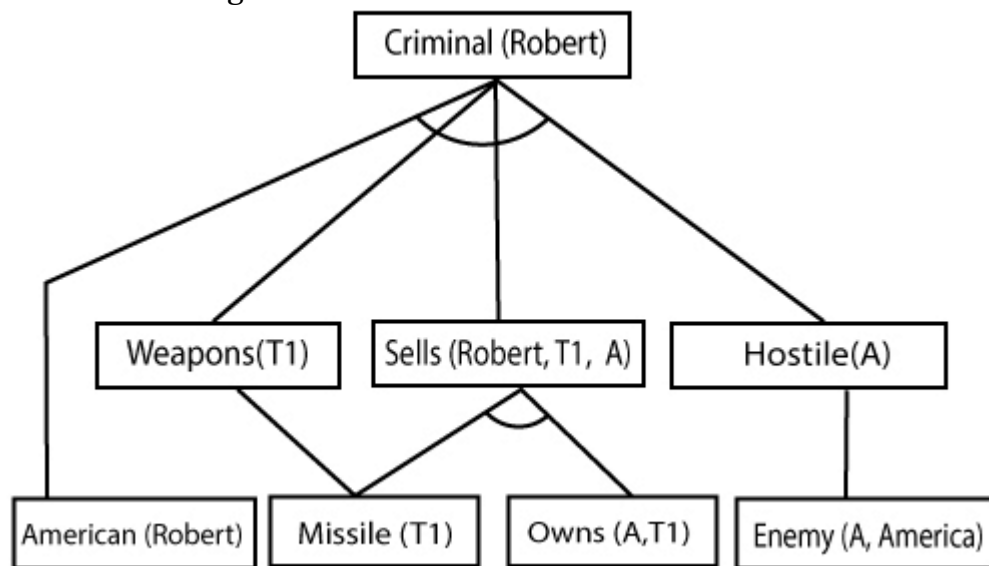 Criminal (Robert)
Weapons(T1)
Sells (Robert, T1, A)
Hostile(A)
American (Robert)
Missile (T1)
Owns (A,T1)
Enemy (A, America)